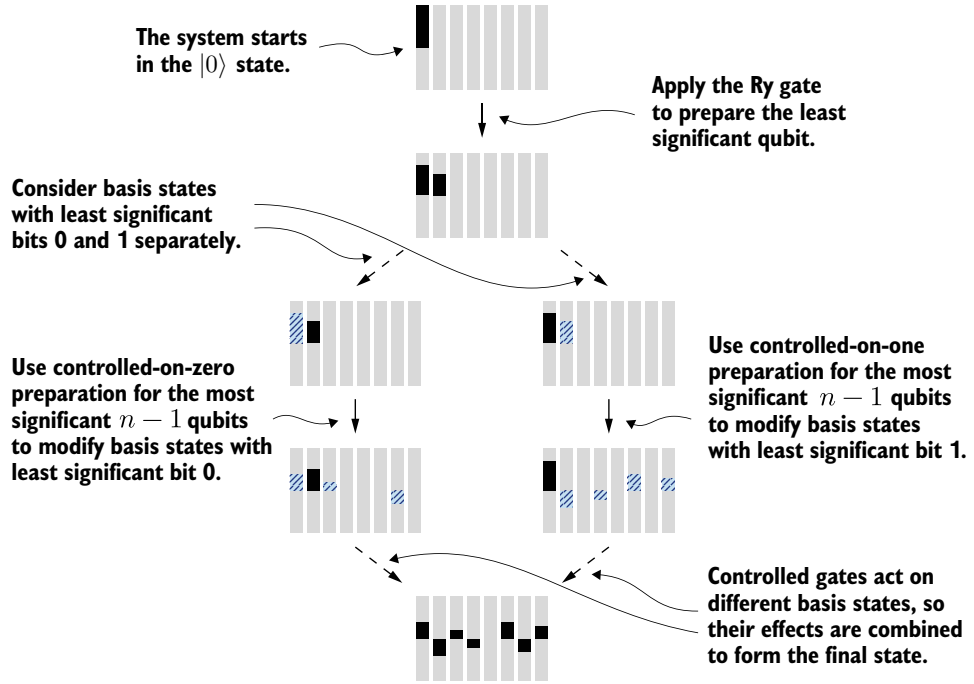 The system starts
in the |0⟩ state.
Apply the Ry gate
to prepare the least
significant qubit.
Consider basis states
with least significant
bits 0 and 1 separately.
Use controlled-on-zero
preparation for the most
significant n − 1 qubits
to modify basis states with
least significant bit 0.
Use controlled-on-one
preparation for the most
significant n − 1 qubits
to modify basis states
with least significant bit 1.
Controlled gates act on
different basis states, so
their effects are combined
to form the final state.